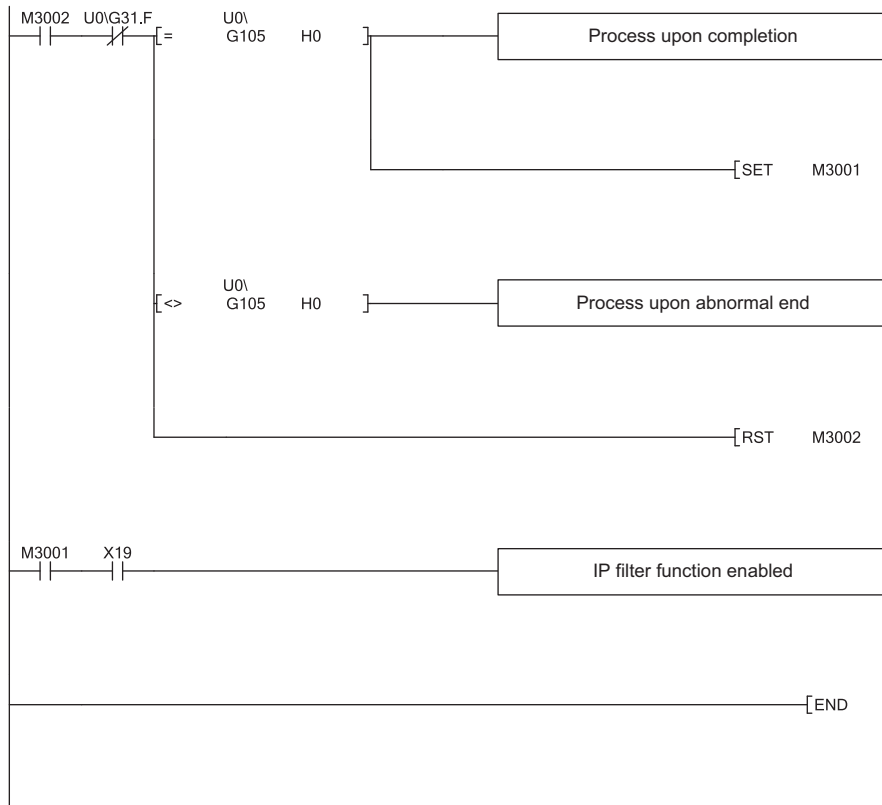 M3002 U0\G31.F
[= U0\
G105 H0 ]
Process upon completion
[SET M3001
[<> U0\
G105 H0 ]
Process upon abnormal end
[RST M3002
M3001 X19
IP filter function enabled
[END